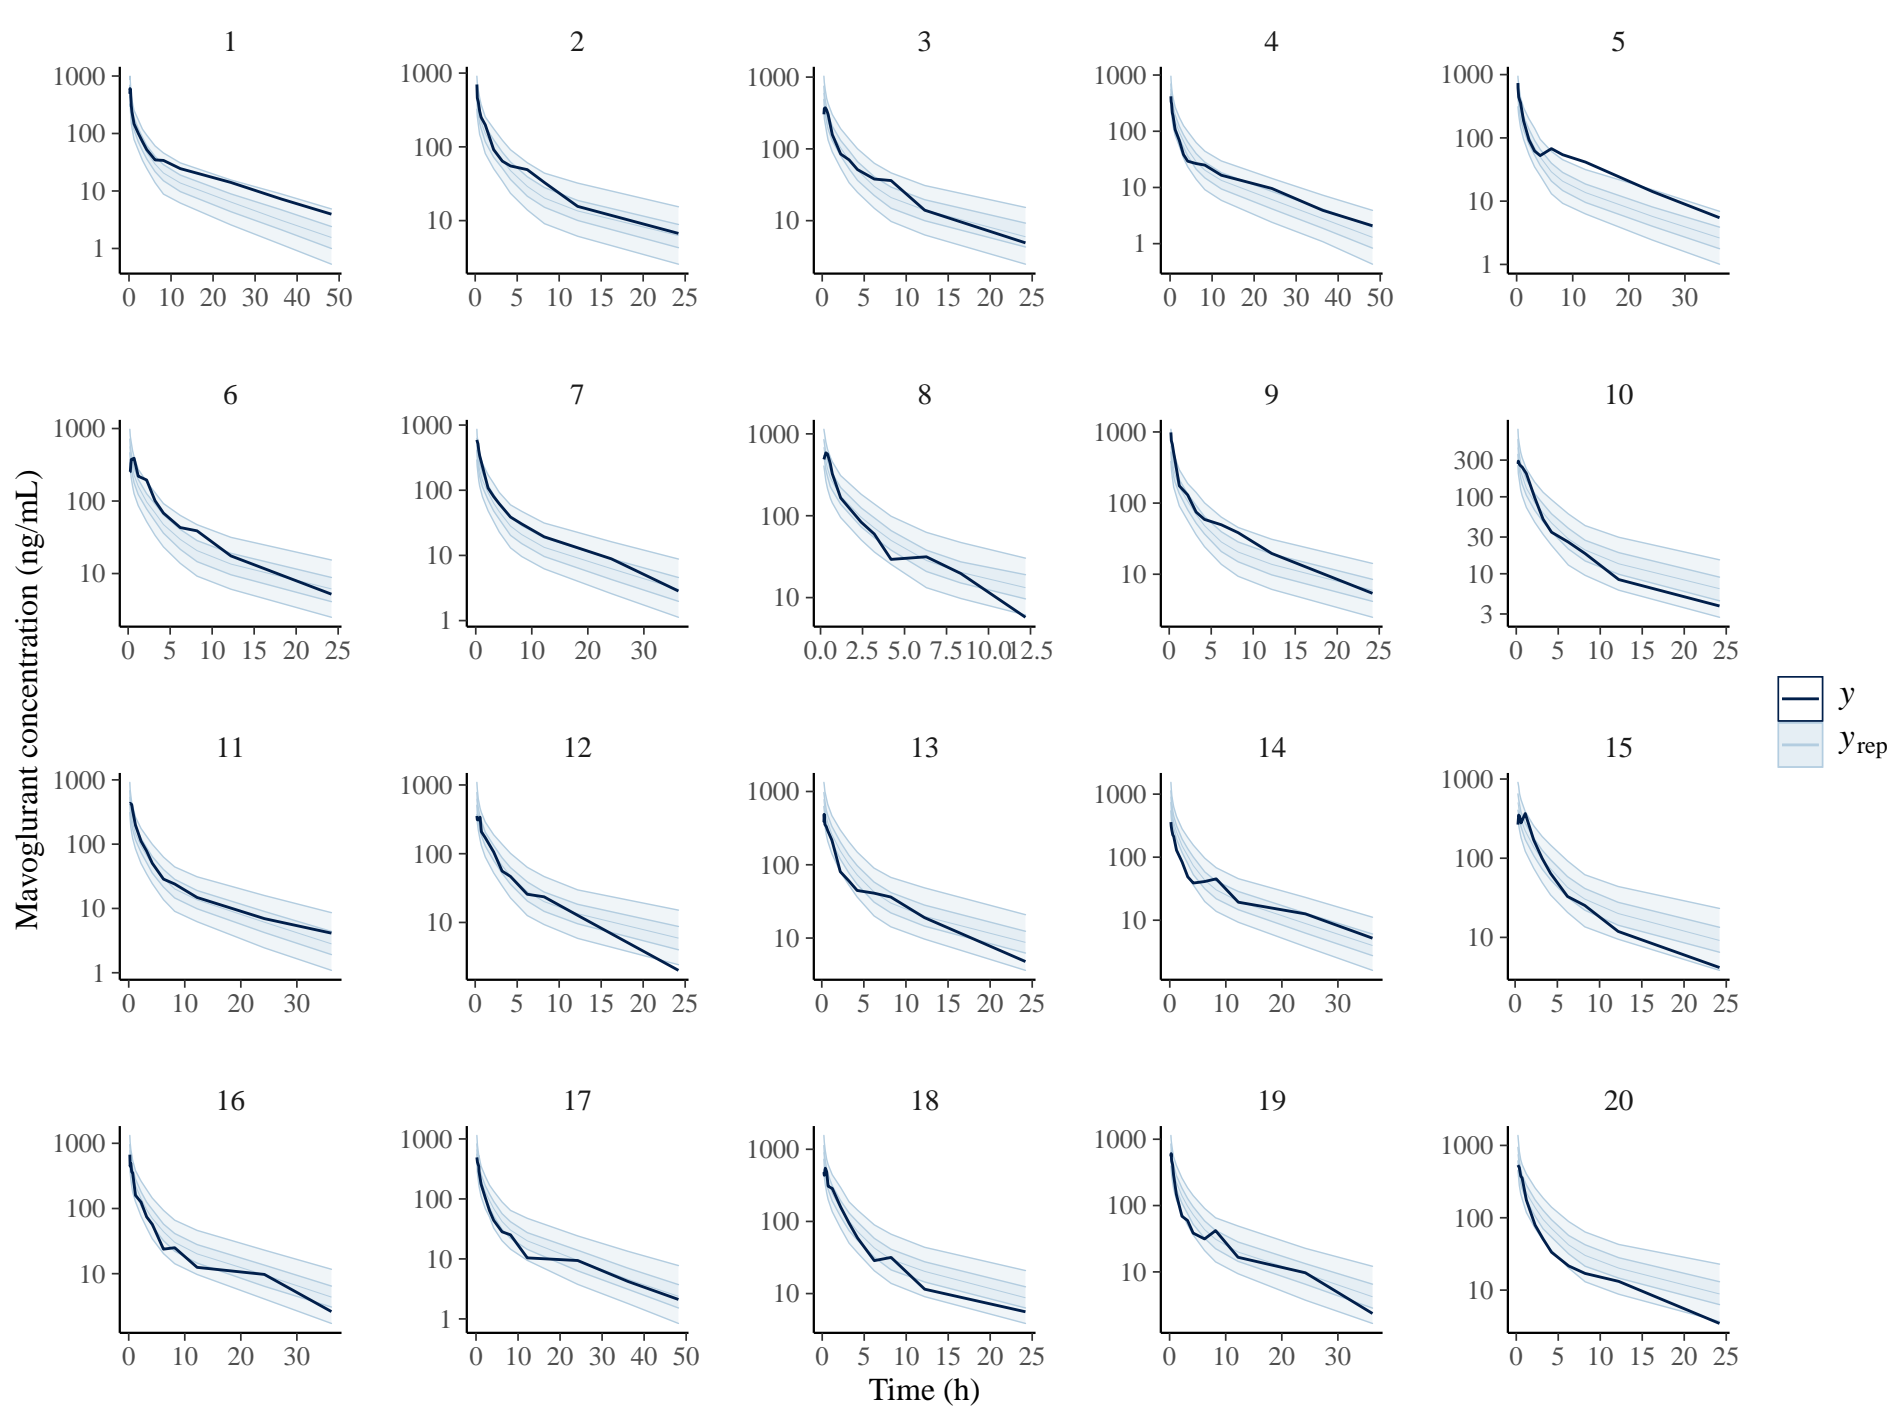 1 2 3 4 5
1000 1000 1000 1000 1000
100 100 100 100 100
10 10 10 10 10
1 1 1
0 10 20 30 40 50 0 5 10 15 20 25 0 5 10 15 20 25 0 10 20 30 40 50 0 10 20 30
6 7 8 9 10
1000 1000 1000 1000 300
100 100 100 100 100
10 10 10 10 30
1 10
3
0 5 10 15 20 25 0 10 20 30 0.0 2.5 5.0 7.5 10.0 12.5 0 5 10 15 20 25 0 5 10 15 20 25
Mavoglurant concentration (ng/mL)
y
yrep
11 12 13 14 15
1000 1000 1000 1000 1000
100 100 100 100 100
10 10 10 10 10
1
0 10 20 30 0 5 10 15 20 25 0 5 10 15 20 25 0 10 20 30 0 5 10 15 20 25
16 17 18 19 20
1000 1000 1000 1000 1000
100 100 100 100 100
10 10 10 10 10
1
0 10 20 30 0 10 20 30 40 50 0 5 10 15 20 25 0 10 20 30 0 5 10 15 20 25
Time (h)